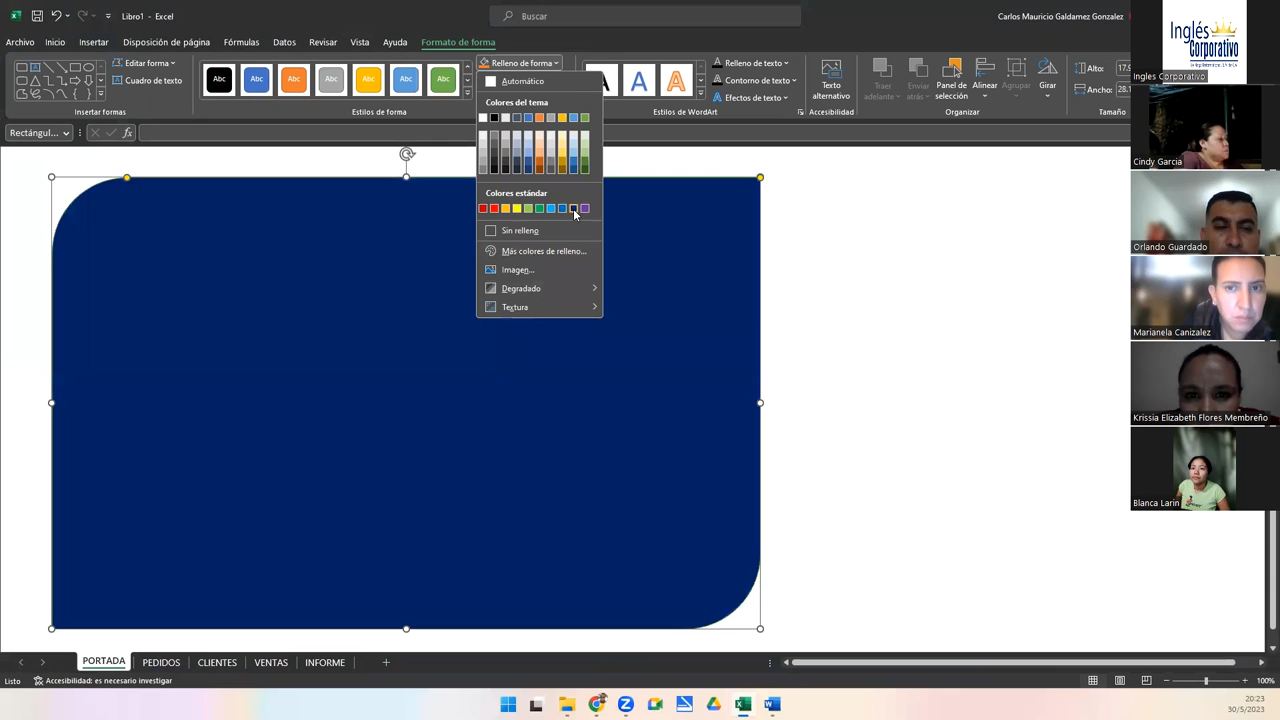 Libro1 - Excel
Buscar
Carlos Mauricio Galdamez Gonzalez
Archivo
Inicio
Insertar
Disposición de página
Fórmulas
Datos
Revisar
Vista
Ayuda
Formato de forma
Editar forma
Cuadro de texto
Insertar formas
Abc
Abc
Abc
Abc
Abc
Abc
Abc
Estilos de forma
Relleno de forma
Automático
Colores del tema
Colores estándar
Sin relleno
Más colores de relleno...
Imagen...
Degradado
Textura
A
A
Relleno de texto
Contorno de texto
Efectos de texto
Estilos de WordArt
Texto
alternativo
Accesibilidad
Traer
adelante
Enviar
atrás
Panel de
selección
Alinear
Agrupar
Girar
Organizar
Alto:
Ancho:
Tamaño
Rectángul...
fx
Inglés
Corporativo
Ingles Corporativo
Cindy Garcia
Orlando Guardado
Marianela Canizalez
Krissia Elizabeth Flores Membreño
Blanca Larin
PORTADA
PEDIDOS
CLIENTES
VENTAS
INFORME
Listo
Accesibilidad: es necesario investigar
100%
20:23
30/5/2023